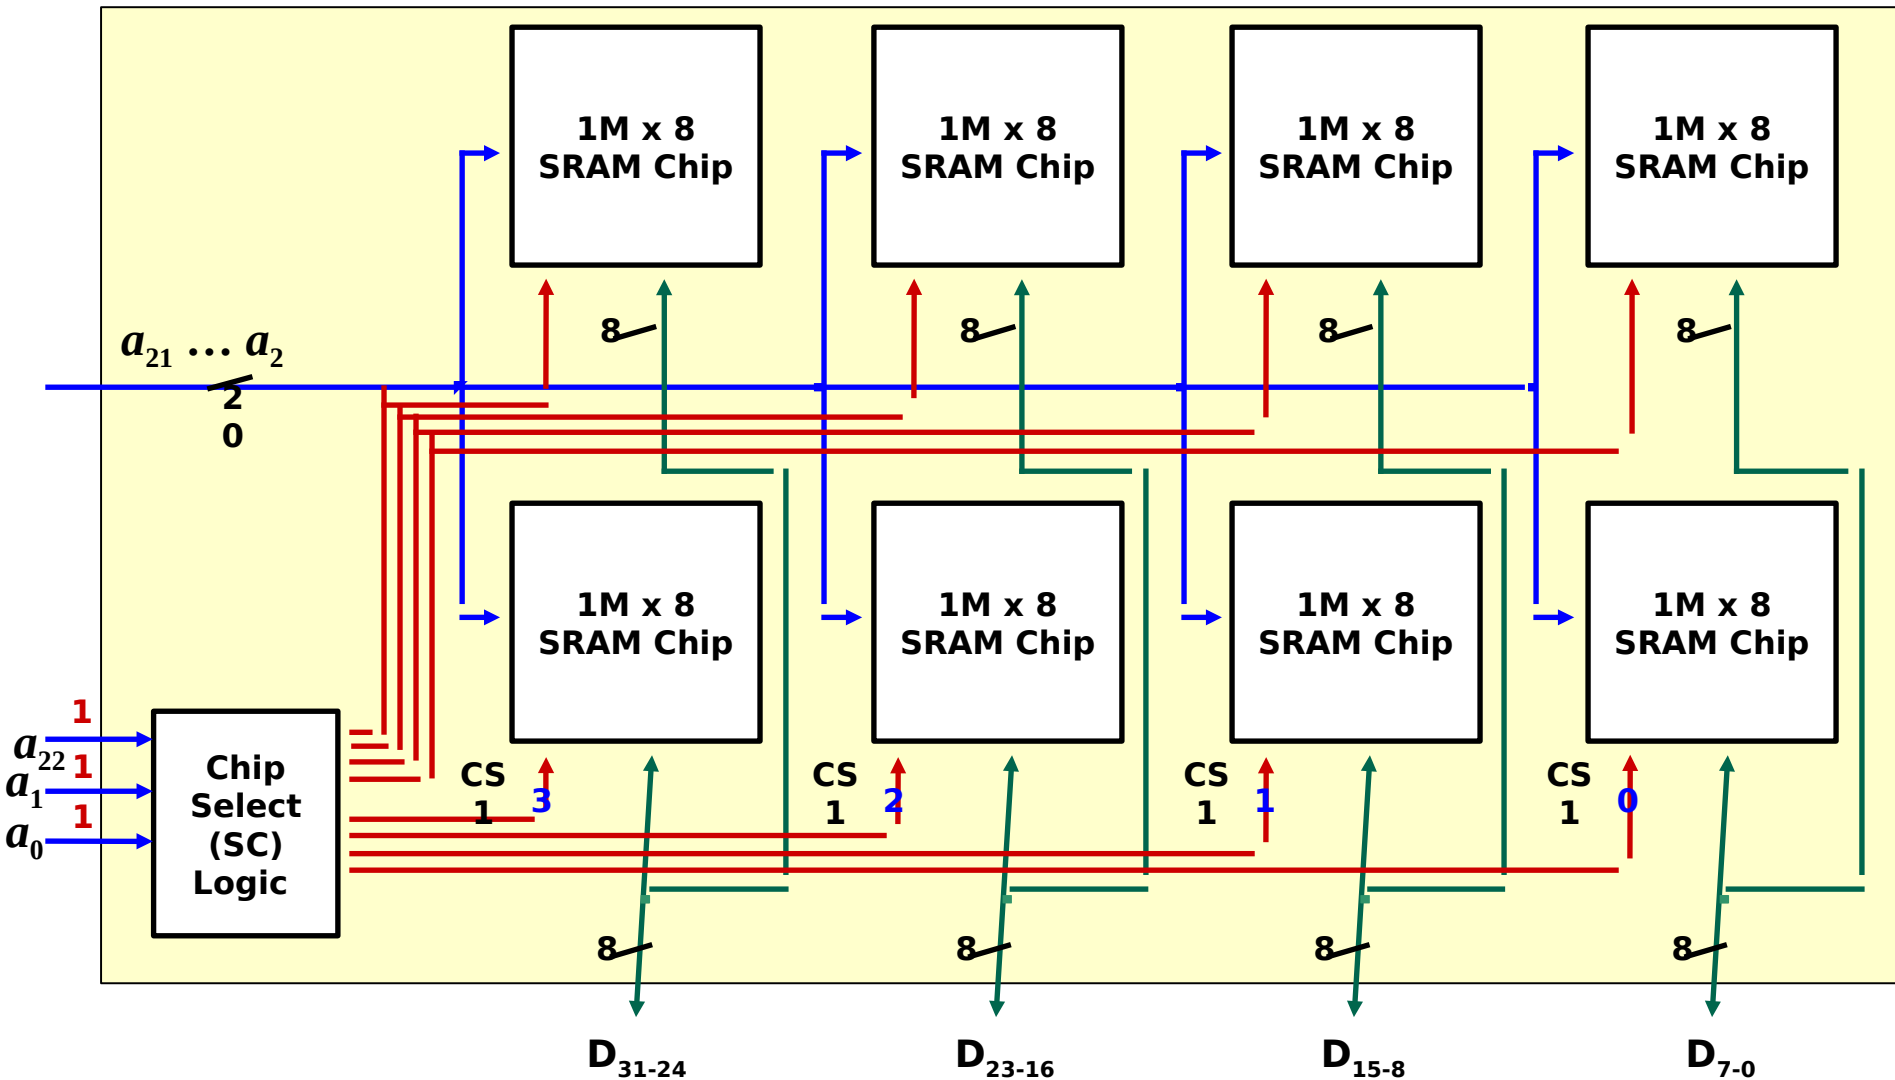 1M x 8
SRAM Chip
1M x 8
SRAM Chip
1M x 8
SRAM Chip
1M x 8
SRAM Chip
8
8
8
8
a21 … a2
2
0
1M x 8
SRAM Chip
1M x 8
SRAM Chip
1M x 8
SRAM Chip
1M x 8
SRAM Chip
1
a22
1
a1
1
a0
Chip
Select
(SC)
Logic
CS
1
3
CS
1
2
CS
1
1
CS
1
0
8
8
8
8
D31-24
D23-16
D15-8
D7-0